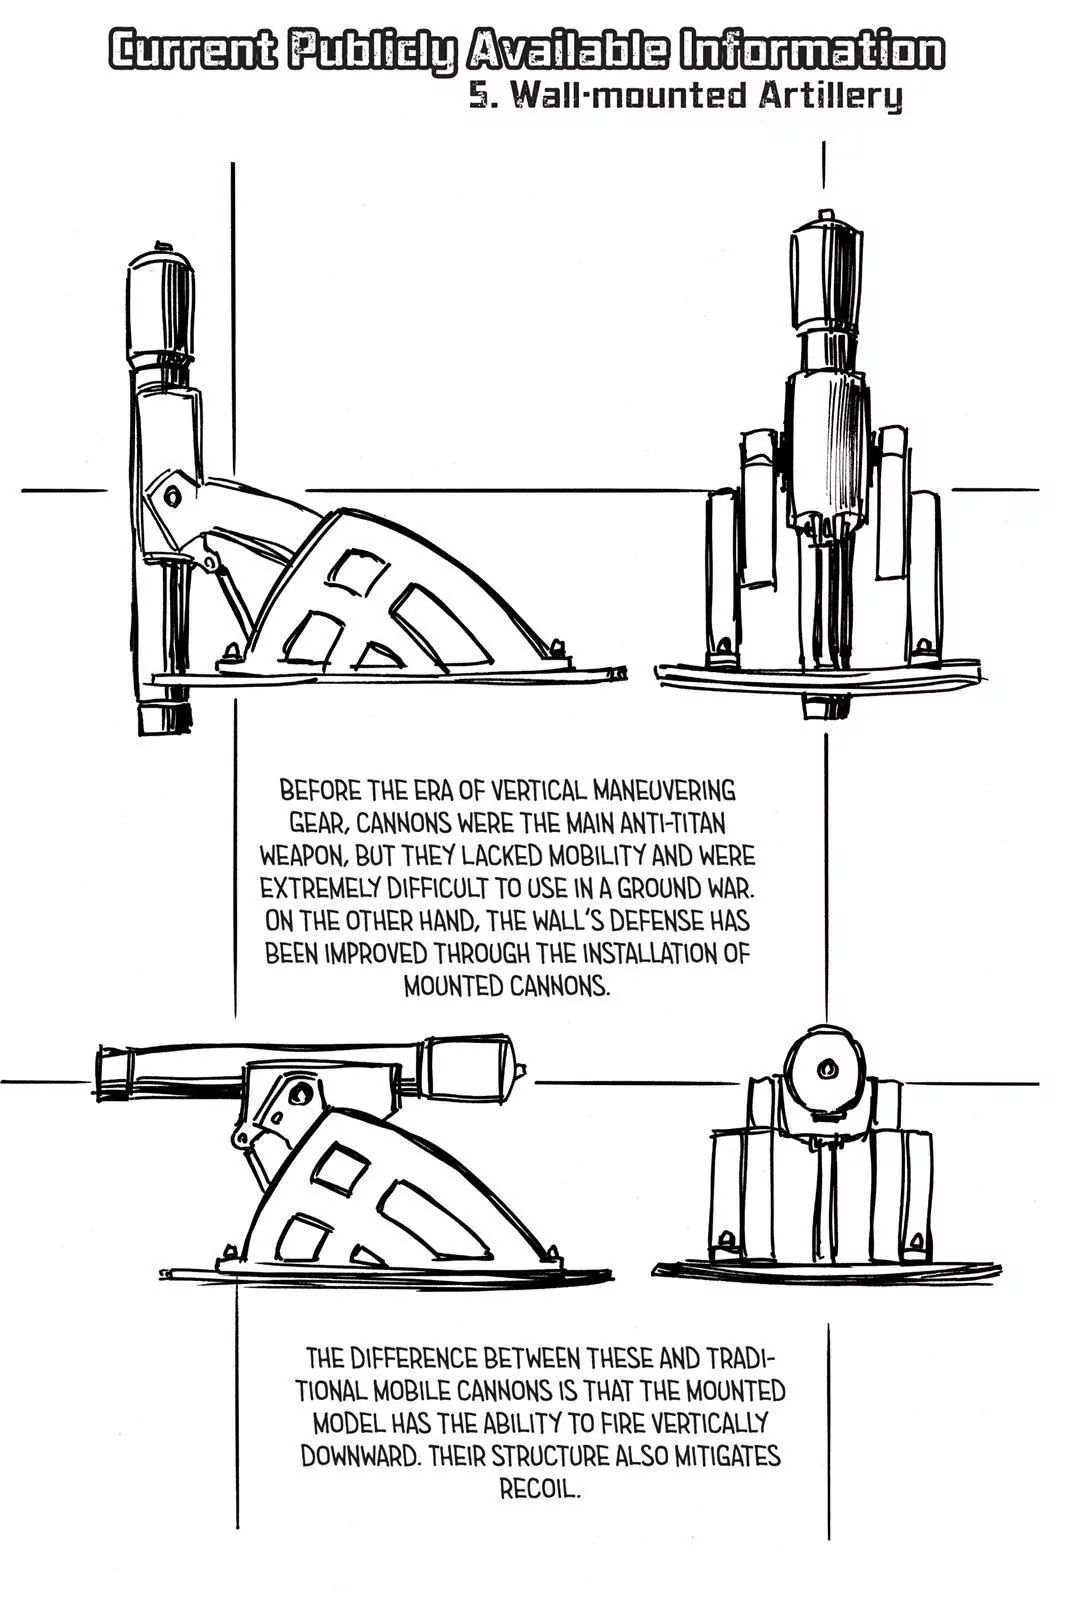 Current Publicly Available Information
5. Wall-mounted Artillery
BEFORE THE ERA OF VERTICAL MANEUVERING
GEAR, CANNONS WERE THE MAIN ANTI-TITAN
WEAPON, BUT THEY LACKED MOBILITY AND WERE
EXTREMELY DIFFICULT TO USE IN A GROUND WAR.
ON THE OTHER HAND, THE WALL'S DEFENSE HAS
BEEN IMPROVED THROUGH THE INSTALLATION OF
MOUNTED CANNONS.
THE DIFFERENCE BETWEEN THESE AND TRADI-
TIONAL MOBILE CANNONS IS THAT THE MOUNTED
MODEL HAS THE ABILITY TO FIRE VERTICALLY
DOWNWARD. THEIR STRUCTURE ALSO MITIGATES
RECOIL.